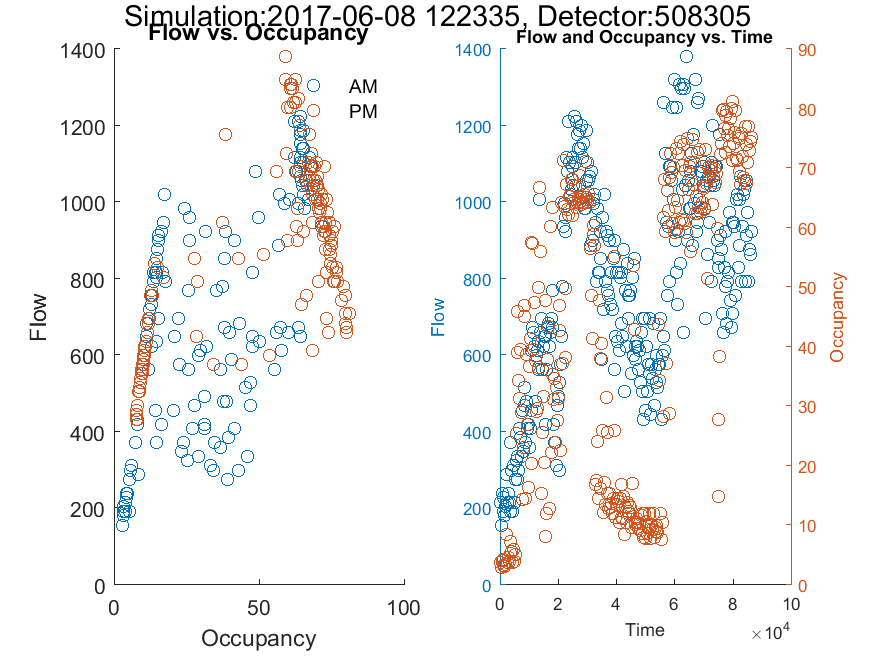 Simulation:2017-06-08 122335, Detector:508305
Flow vs. Occupancy
1400
1200
1000
800
600
400
200
0
0 50 100
Flow
Occupancy
AM
PM
Flow and Occupancy vs. Time
1400
1200
1000
800
600
400
200
0
Flow
90
80
70
60
50
40
30
20
10
0
Occupancy
0 2 4 6 8 10
Time
×10^4